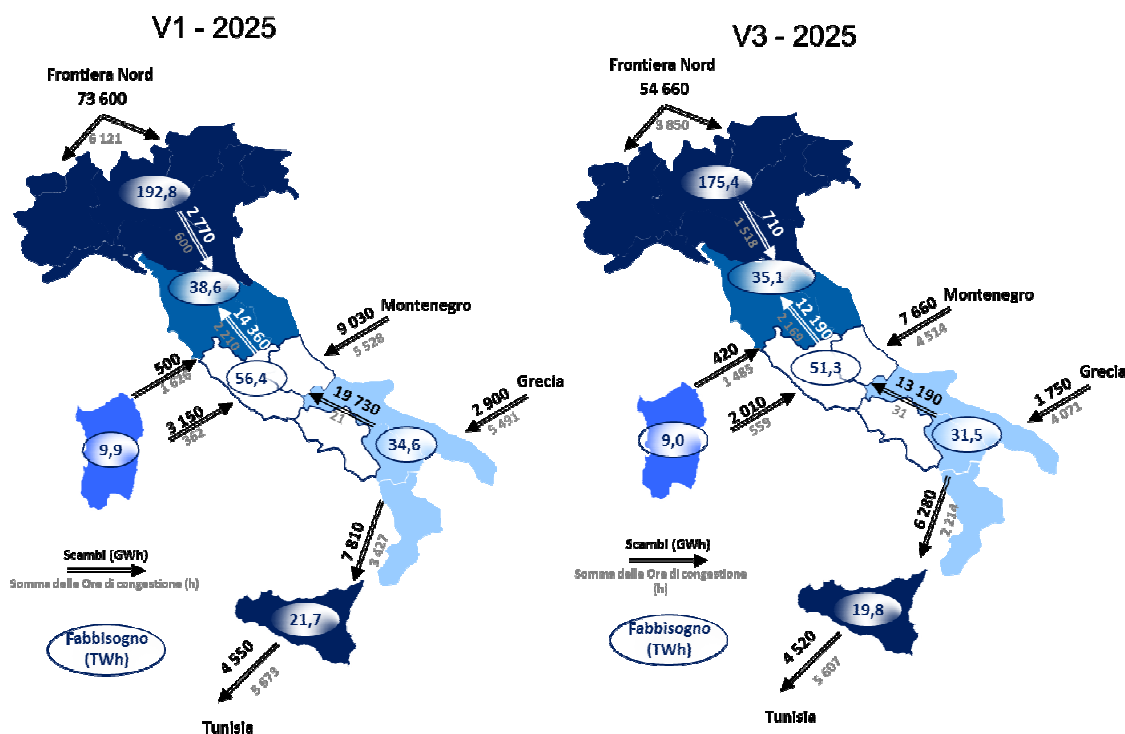 V1 - 2025
Frontiera Nord
73 600
6 121
192,8
2 770
600
38,6
14 360
2 210
Montenegro
9 030
5 528
500
1 626
56,4
3 150
362
19 730
21
Grecia
2 900
5 491
9,9
34,6
7 810
3 427
Scambi (GWh)
Somma delle Ore di congestione (h)
21,7
Fabbisogno
(TWh)
4 550
5 673
Tunisia
V3 - 2025
Frontiera Nord
54 660
3 850
175,4
710
1 518
35,1
12 190
2 168
Montenegro
7 660
4 514
420
1 485
51,3
2 010
559
13 190
31
Grecia
1 750
4 071
9,0
31,5
6 280
2 214
Scambi (GWh)
Somma delle Ore di congestione
(h)
19,8
Fabbisogno
(TWh)
4 520
5 607
Tunisia